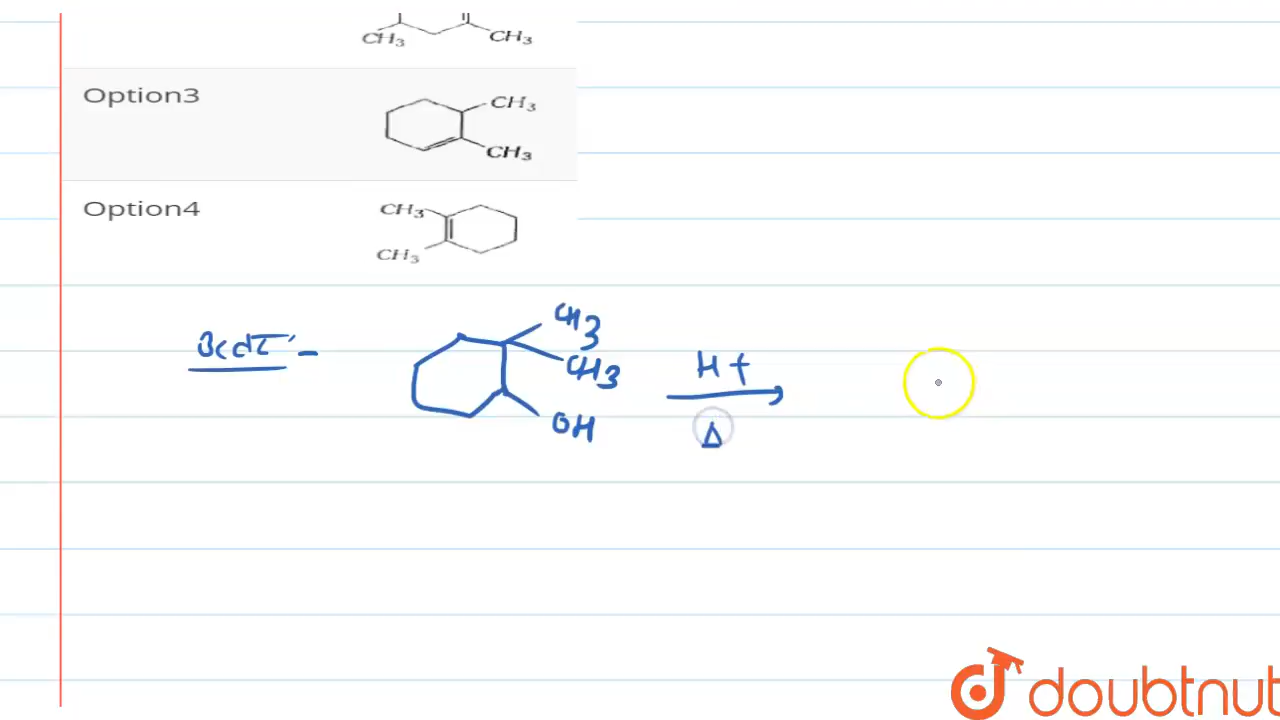 CH3 CH3
Option3
CH3
CH3
Option4
CH3
CH3
CH3
CH3
H+
OH
Δ
doubtnut